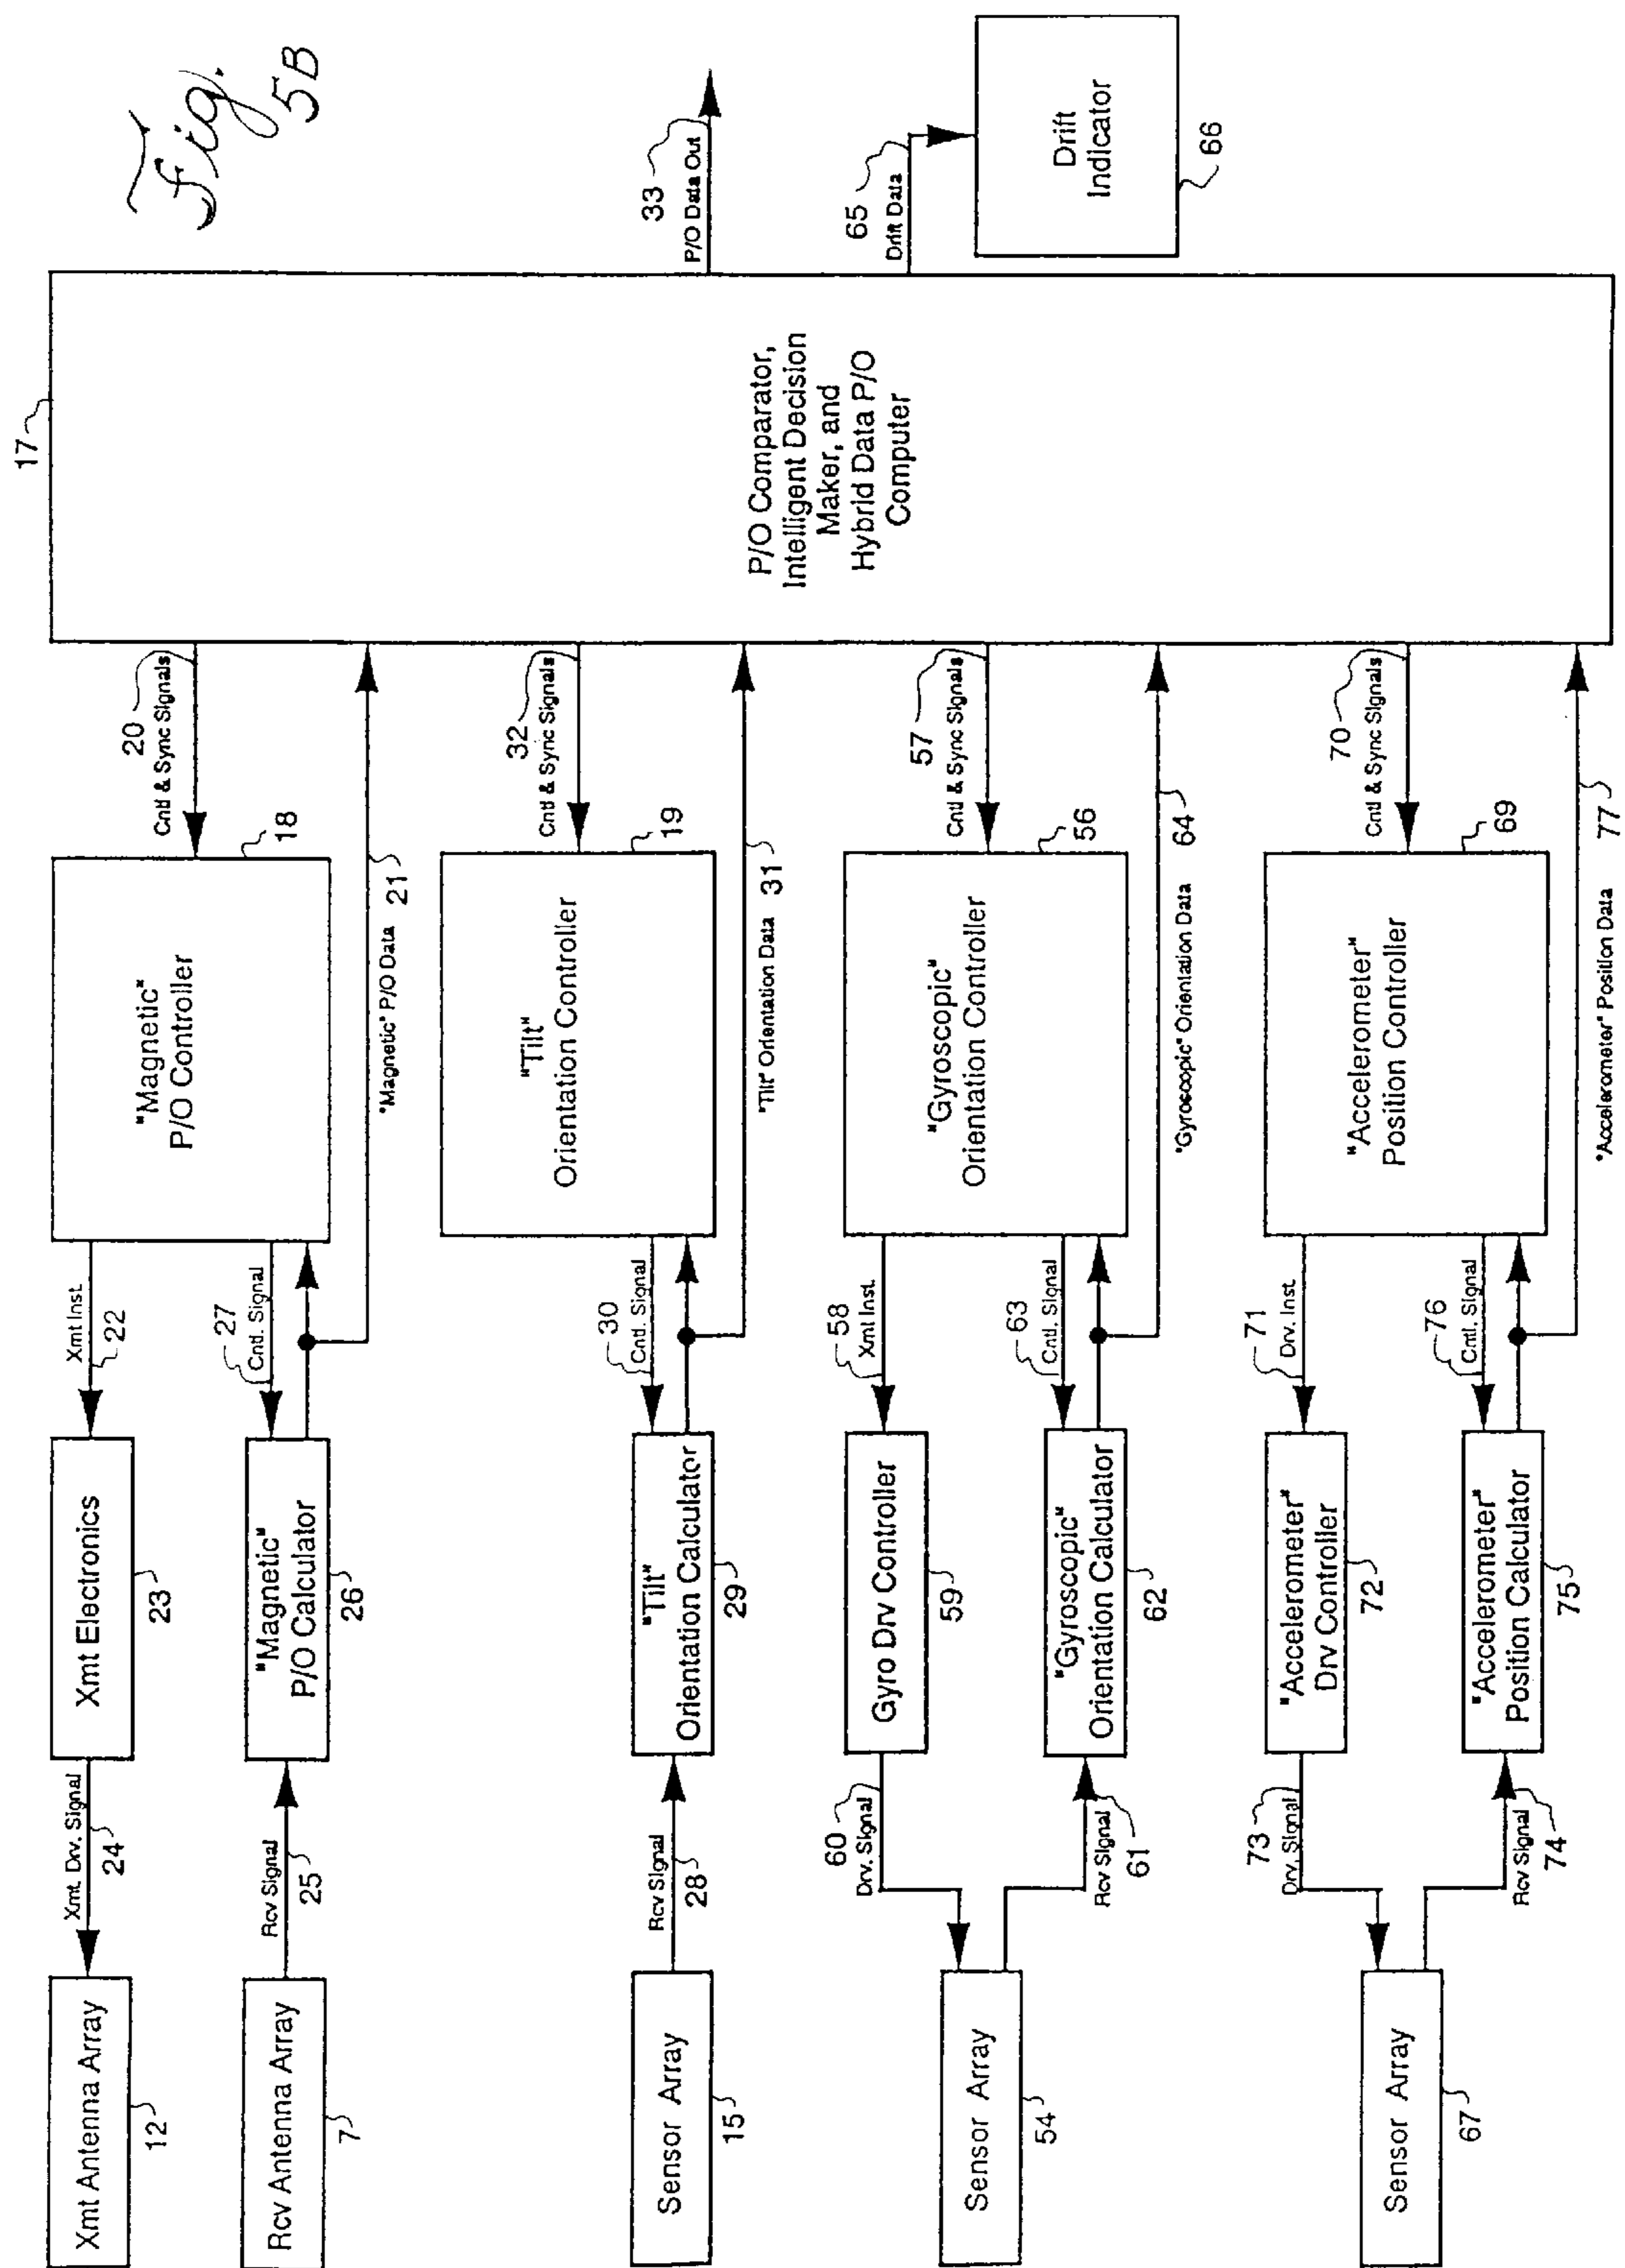 Fig.
5B
17
P/O Comparator,
Intelligent Decision
Maker, and
Hybrid Data P/O
Computer
33
P/O Data Out
65
Drift Data
Drift
Indicator
66
20
Cntl & Sync Signals
18
"Magnetic"
P/O Controller
"Magnetic" P/O Data 21
Xmt Inst.
22
27
Cntl. Signal
Xmt Electronics
23
"Magnetic"
P/O Calculator
26
Xmt. Drv. Signal
24
Rcv Signal
25
Xmt Antenna Array
12
Rcv Antenna Array
7
32
Cntl & Sync Signals
19
"Tilt"
Orientation Controller
"Tilt" Orientation Data 31
30
Cntl. Signal
"Tilt"
Orientation Calculator
29
Rcv Signal
28
Sensor Array
15
57
Cntl & Sync Signals
56
"Gyroscopic"
Orientation Controller
"Gyroscopic" Orientation Data 64
58
Xmt Inst.
63
Cntl. Signal
Gyro Drv Controller
59
"Gyroscopic"
Orientation Calculator
62
60
Drv. Signal
Rcv Signal
61
Sensor Array
54
70
Cntl & Sync Signals
69
"Accelerometer"
Position Controller
"Accelerometer" Position Data 77
71
Drv. Inst.
76
Cntl. Signal
"Accelerometer"
Drv Controller
72
"Accelerometer"
Position Calculator
75
73
Drv. Signal
Rcv Signal
74
Sensor Array
67